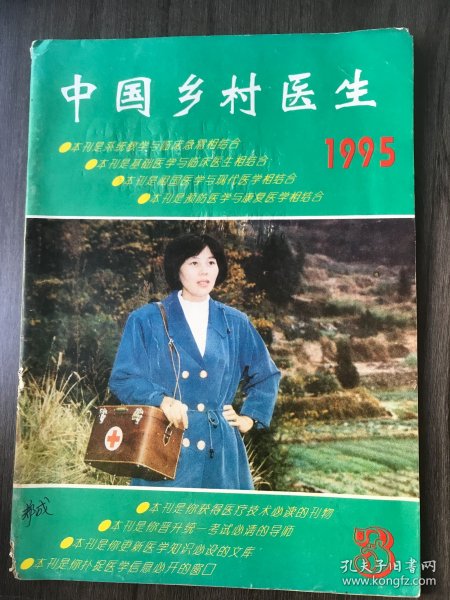 中国乡村医生
1995
●本刊是系统教学与临床急需相结合
●本刊是基础医学与临床医生相结合
●本刊是祖国医学与现代医学相结合
●本刊是预防医学与康复医学相结合
●本刊是你获得医疗技术必读的刊物
●本刊是你晋升统一考试必备的导师
●本刊是你更新医学知识必设的文库
●本刊是你扑捉医学信息必开的窗口
3
孔夫子旧书网
www.kongfz.com